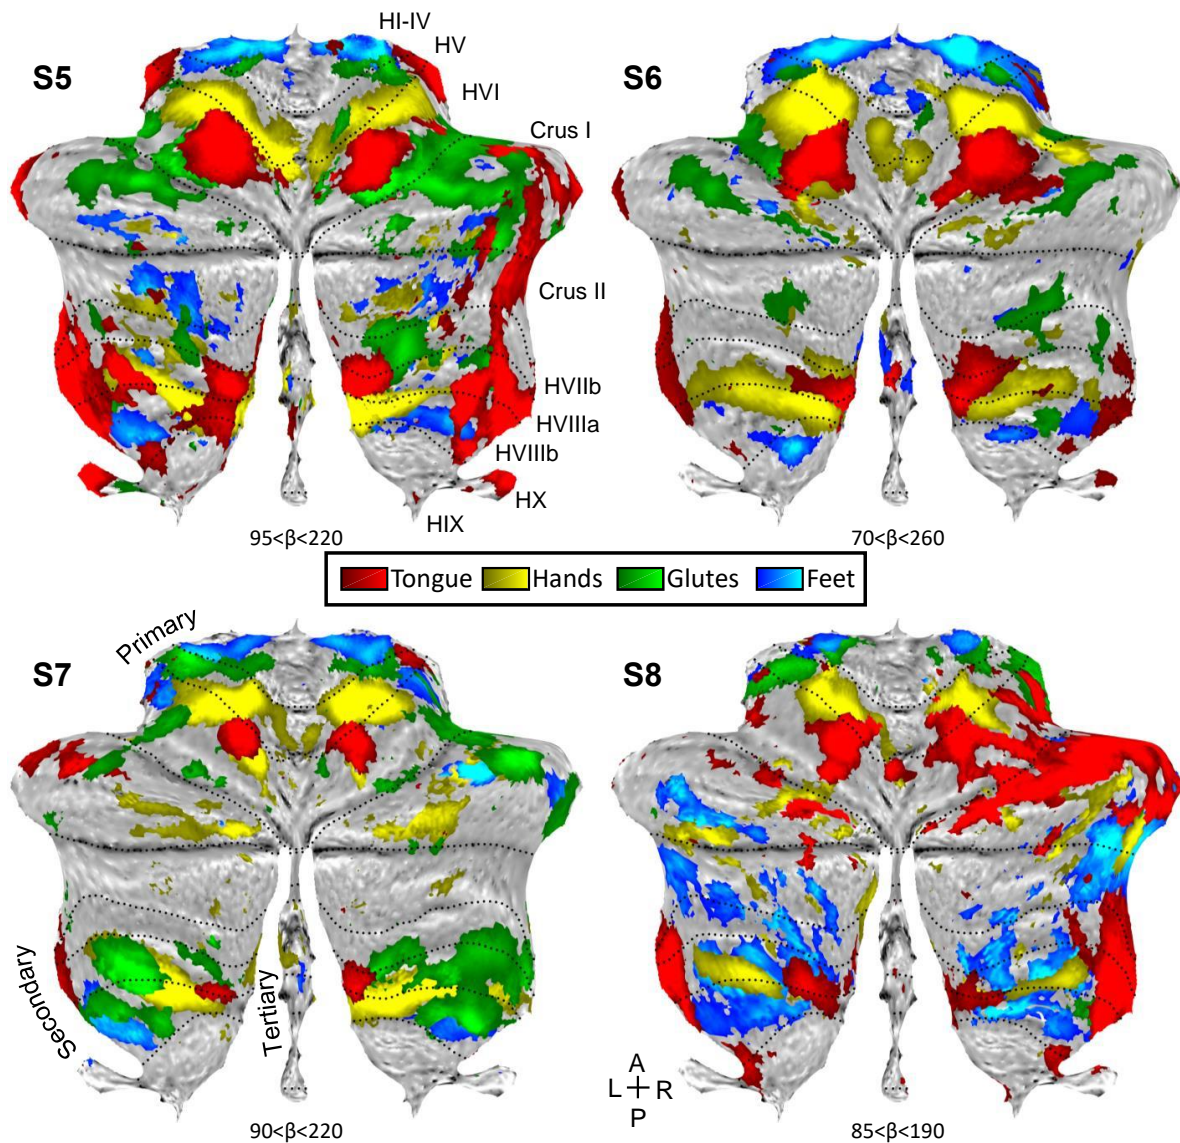 S5
HI-IV
HV
HVI
Crus I
Crus II
HVIIb
HVIIIa
HVIIIb
HX
HIX
95<β<220
S6
70<β<260
Tongue Hands Glutes Feet
S7
Primary
Secondary
Tertiary
90<β<220
S8
A
L R
P
85<β<190